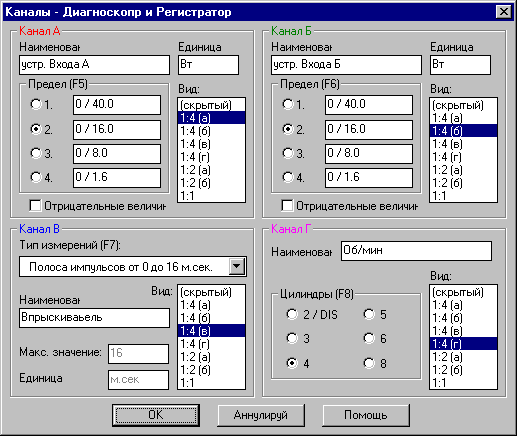 Каналы - Диагноскопр и Регистратор
Канал А
Наименован Единица
устр. Входа А Вт
Предел (F5) Вид:
1. 0 / 40.0
2. 0 / 16.0
3. 0 / 8.0
4. 0 / 1.6
(скрытый)
1:4 (а)
1:4 (б)
1:4 (в)
1:4 (г)
1:2 (а)
1:2 (б)
1:1
Отрицательные величин
Канал Б
Наименован Единица
устр. Входа Б Вт
Предел (F6) Вид:
1. 0 / 40.0
2. 0 / 16.0
3. 0 / 8.0
4. 0 / 1.6
(скрытый)
1:4 (а)
1:4 (б)
1:4 (в)
1:4 (г)
1:2 (а)
1:2 (б)
1:1
Отрицательные величин
Канал В
Тип измерений (F7):
Полоса импульсов от 0 до 16 м.сек.
Вид:
Наименован
Впрыскиваьель
Макс. значение: 16
Единица м.сек
(скрытый)
1:4 (а)
1:4 (б)
1:4 (в)
1:4 (г)
1:2 (а)
1:2 (б)
1:1
Канал Г
Наименован Об/мин
Вид:
Цилиндры (F8)
2 / DIS 5
3 6
4 8
(скрытый)
1:4 (а)
1:4 (б)
1:4 (в)
1:4 (г)
1:2 (а)
1:2 (б)
1:1
OK Аннулируй Помощь